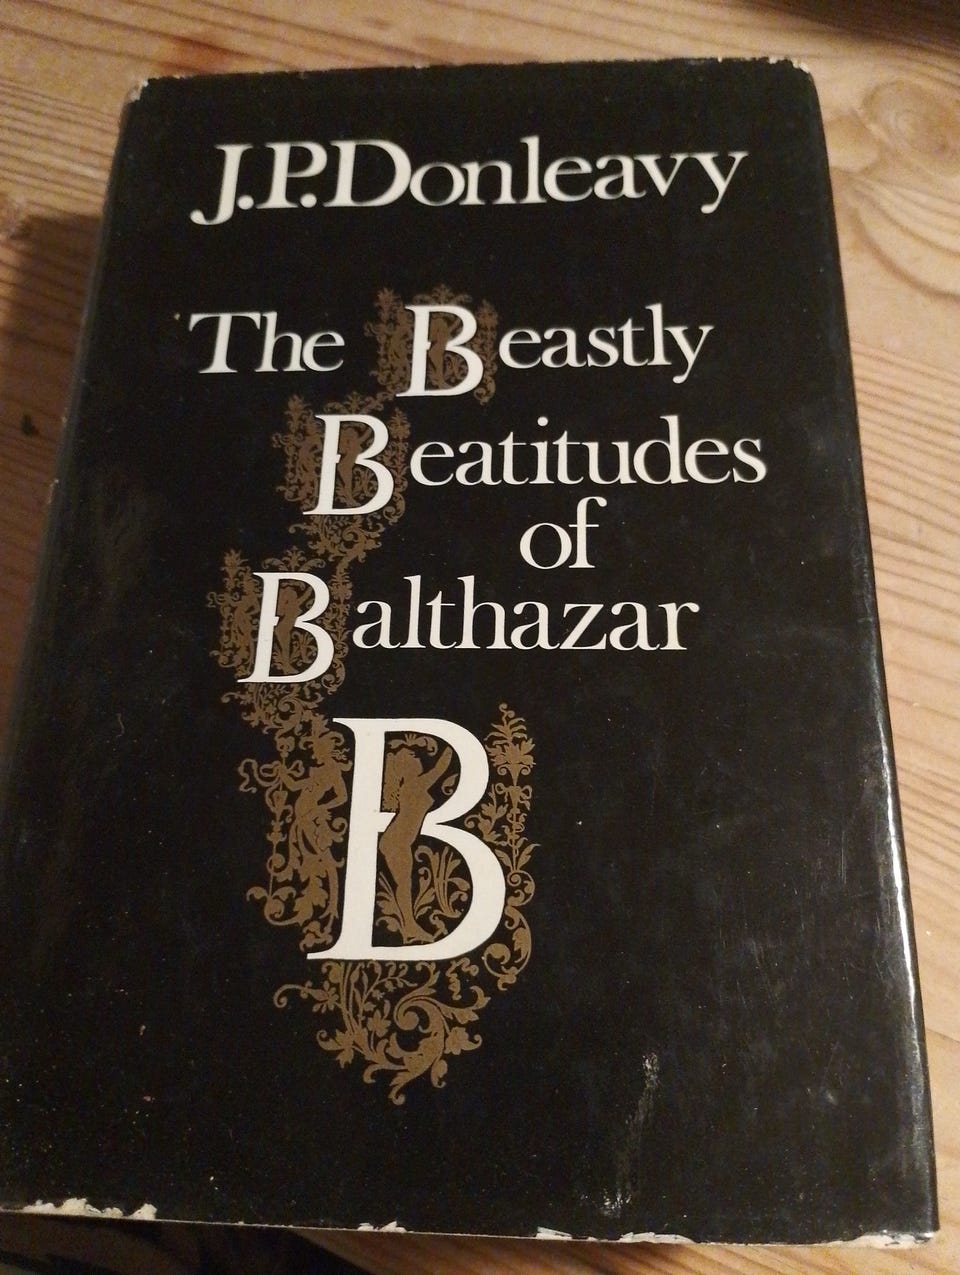 J.P.Donleavy
The Beastly
Beatitudes
of
Balthazar
B